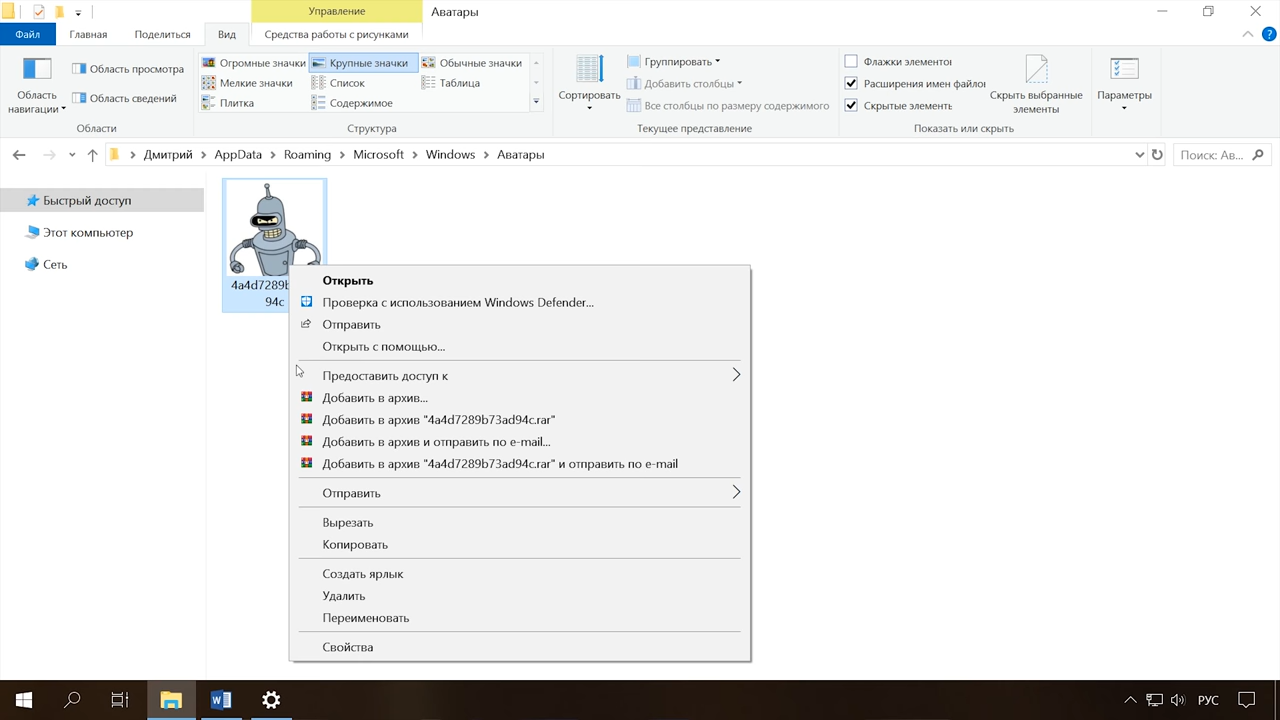 Управление
Аватары
Файл
Главная
Поделиться
Вид
Средства работы с рисунками
Область навигации
Область просмотра
Область сведений
Области
Огромные значки
Крупные значки
Обычные значки
Мелкие значки
Список
Таблица
Плитка
Содержимое
Структура
Сортировать
Группировать
Добавить столбцы
Все столбцы по размеру содержимого
Текущее представление
Флажки элементов
Расширения имен файлов
Скрытые элементы
Скрыть выбранные элементы
Показать или скрыть
Параметры
Дмитрий
AppData
Roaming
Microsoft
Windows
Аватары
Поиск: Ав...
Быстрый доступ
Этот компьютер
Сеть
4a4d7289b
94c
Открыть
Проверка с использованием Windows Defender...
Отправить
Открыть с помощью...
Предоставить доступ к
Добавить в архив...
Добавить в архив "4a4d7289b73ad94c.rar"
Добавить в архив и отправить по e-mail...
Добавить в архив "4a4d7289b73ad94c.rar" и отправить по e-mail
Отправить
Вырезать
Копировать
Создать ярлык
Удалить
Переименовать
Свойства
РУС